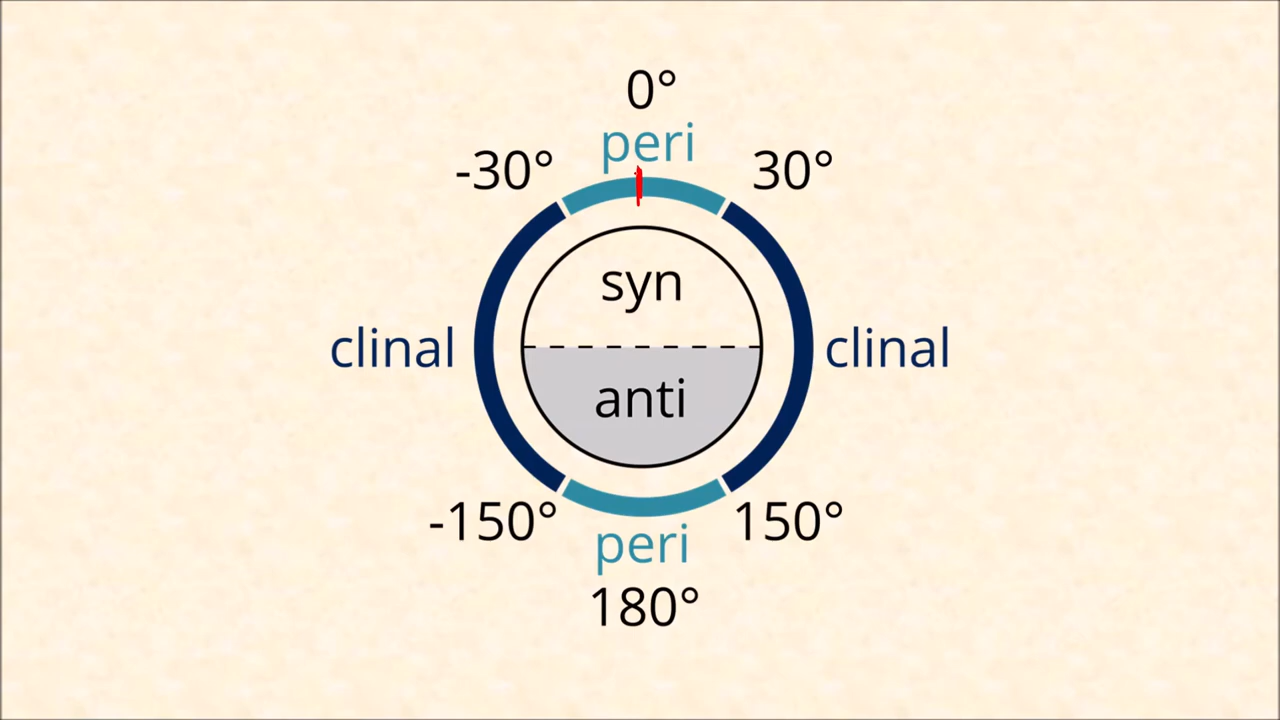 0°
peri
-30°
30°
syn
clinal
clinal
anti
-150°
150°
peri
180°